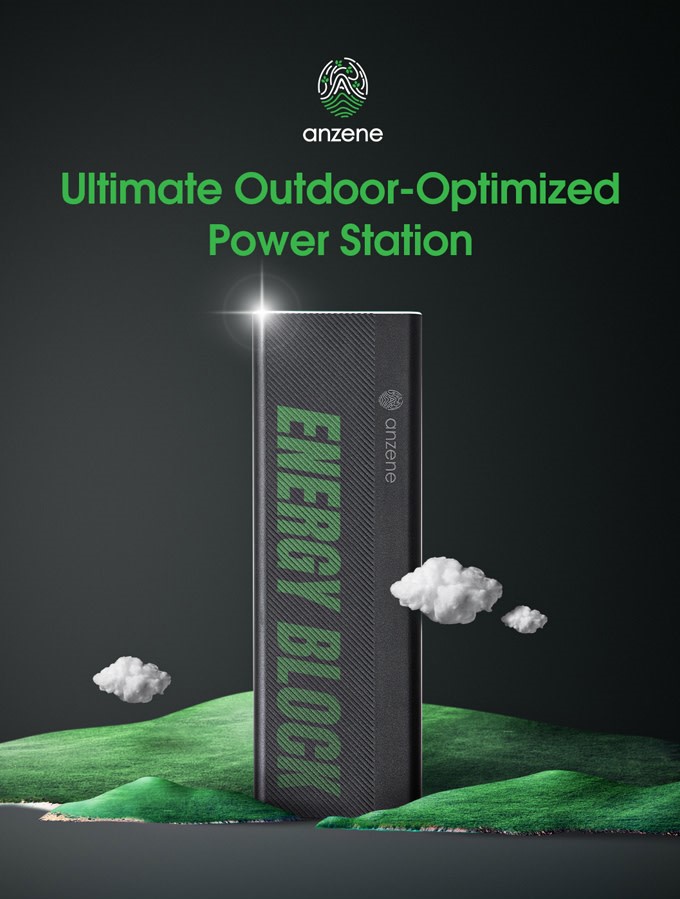 anzene
Ultimate Outdoor-Optimized
Power Station
ENERGY BLOCK
anzene